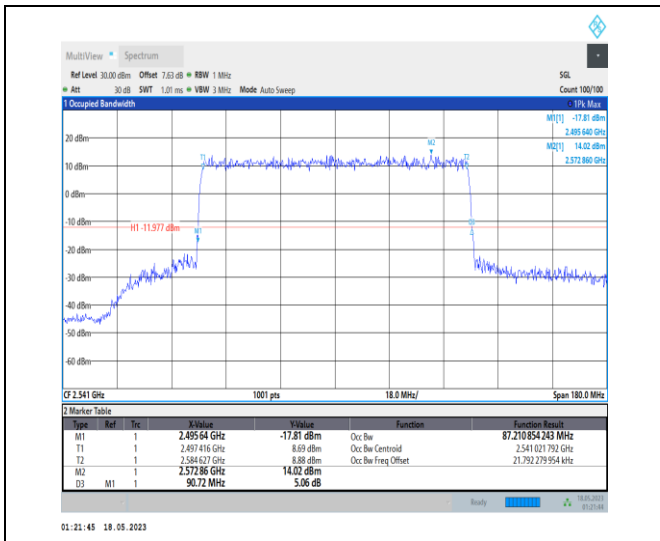 MultiView Spectrum
Ref Level 30.00 dBm Offset 7.63 dB RBW 1 MHz SGL
Att 30 dB SWT 1.01 ms VBW 3 MHz Mode Auto Sweep Count 100/100
1 Occupied Bandwidth 1Pk Max
M1[1] -17.81 dBm
2.495 640 GHz
M2[1] 14.02 dBm
2.572 860 GHz
20 dBm
M2
T1 T2
10 dBm
0 dBm
-10 dBm
H1 -11.977 dBm
M1 D3
-20 dBm
-30 dBm
-40 dBm
-50 dBm
-60 dBm
CF 2.541 GHz 1001 pts 18.0 MHz/ Span 180.0 MHz
2 Marker Table
Type Ref Trc X-Value Y-Value Function Function Result
M1 1 2.495 64 GHz -17.81 dBm Occ Bw 87.210 854 243 MHz
T1 1 2.497 416 GHz 8.69 dBm Occ Bw Centroid 2.541 021 792 GHz
T2 1 2.584 627 GHz 8.88 dBm Occ Bw Freq Offset 21.792 279 954 kHz
M2 1 2.572 86 GHz 14.02 dBm
D3 M1 1 90.72 MHz 5.06 dB
Ready 18.05.2023
01:21:44
01:21:45 18.05.2023